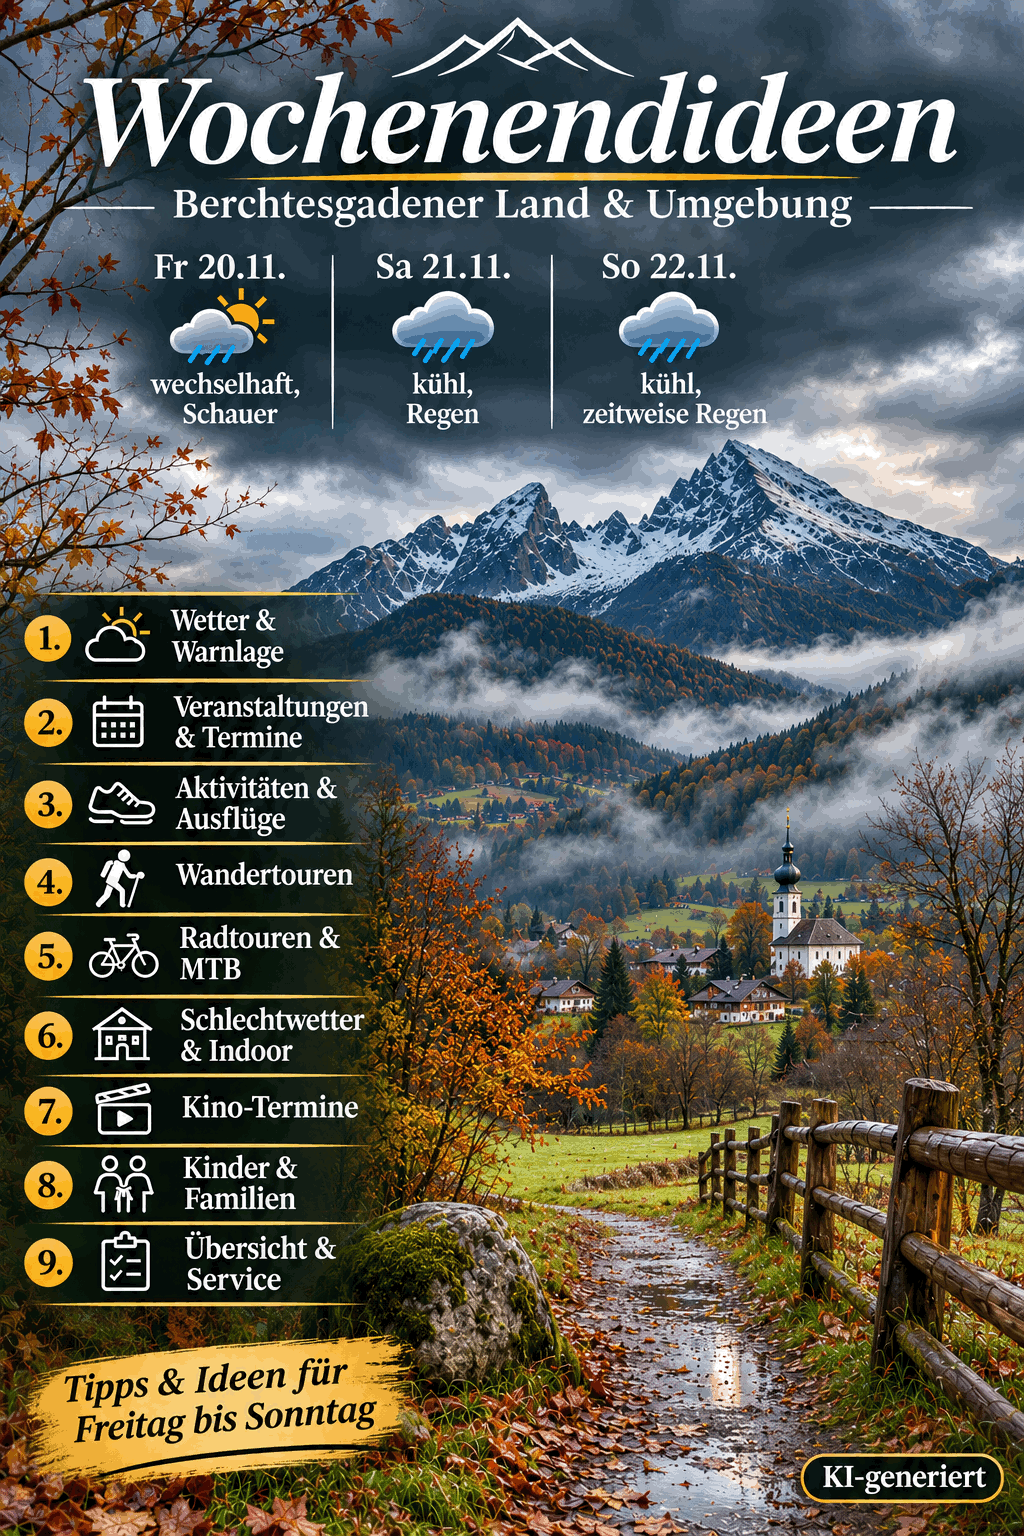 Wochenendideen
Berchtesgadener Land & Umgebung
Fr 20.11.
wechselhaft,
Schauer
Sa 21.11.
kühl,
Regen
So 22.11.
kühl,
zeitweise Regen
1. Wetter &
Warnlage
2. Veranstaltungen
& Termine
3. Aktivitäten &
Ausflüge
4. Wandertouren
5. Radtouren &
MTB
6. Schlechtwetter
& Indoor
7. Kino-Termine
8. Kinder &
Familien
9. Übersicht &
Service
Tipps & Ideen für
Freitag bis Sonntag
KI-generiert